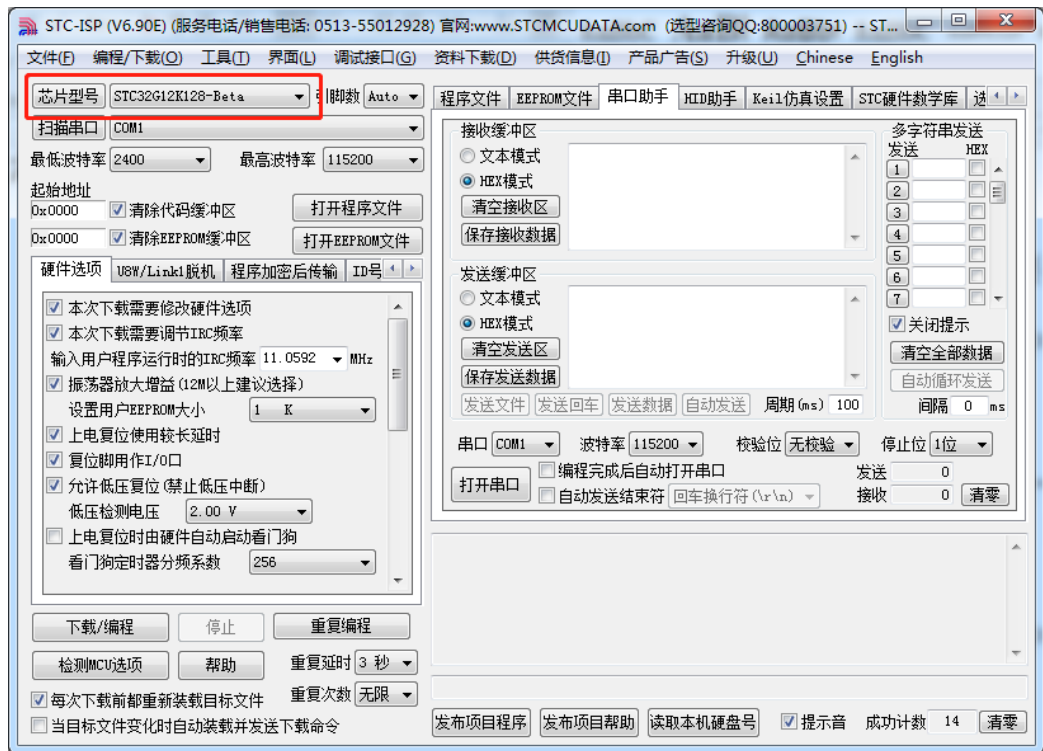 STC-ISP (V6.90E) (服务电话/销售电话: 0513-55012928) 官网:www.STCMCUDATA.com (选型咨询QQ:800003751) -- ST...
文件(F) 编程/下载(O) 工具(T) 界面(L) 调试接口(G) 资料下载(D) 供货信息(I) 产品广告(S) 升级(U) Chinese English
芯片型号 STC32G12K128-Beta 引脚数 Auto
扫描串口 COM1
最低波特率 2400 最高波特率 115200
起始地址
0x0000 清除代码缓冲区 打开程序文件
0x0000 清除EEPROM缓冲区 打开EEPROM文件
硬件选项 U8W/Link1脱机 程序加密后传输 ID号
本次下载需要修改硬件选项
本次下载需要调节IRC频率
输入用户程序运行时的IRC频率 11.0592 MHz
振荡器放大增益(12M以上建议选择)
设置用户EEPROM大小 1 K
上电复位使用较长延时
复位脚用作I/O口
允许低压复位(禁止低压中断)
低压检测电压 2.00 V
上电复位时由硬件自动启动看门狗
看门狗定时器分频系数 256
下载/编程 停止 重复编程
检测MCU选项 帮助 重复延时 3 秒
每次下载前都重新装载目标文件 重复次数 无限
当目标文件变化时自动装载并发送下载命令
程序文件 EEPROM文件 串口助手 HID助手 Keil仿真设置 STC硬件数学库 选
接收缓冲区
文本模式
HEX模式
清空接收区
保存接收数据
发送缓冲区
文本模式
HEX模式
清空发送区
保存发送数据
发送文件 发送回车 发送数据 自动发送 周期(ms) 100
多字符串发送
发送 HEX
1
2
3
4
5
6
7
关闭提示
清空全部数据
自动循环发送
间隔 0 ms
串口 COM1 波特率 115200 校验位 无校验 停止位 1位
打开串口 编程完成后自动打开串口 发送 0
自动发送结束符 回车换行符(\r\n) 接收 0 清零
发布项目程序 发布项目帮助 读取本机硬盘号 提示音 成功计数 14 清零